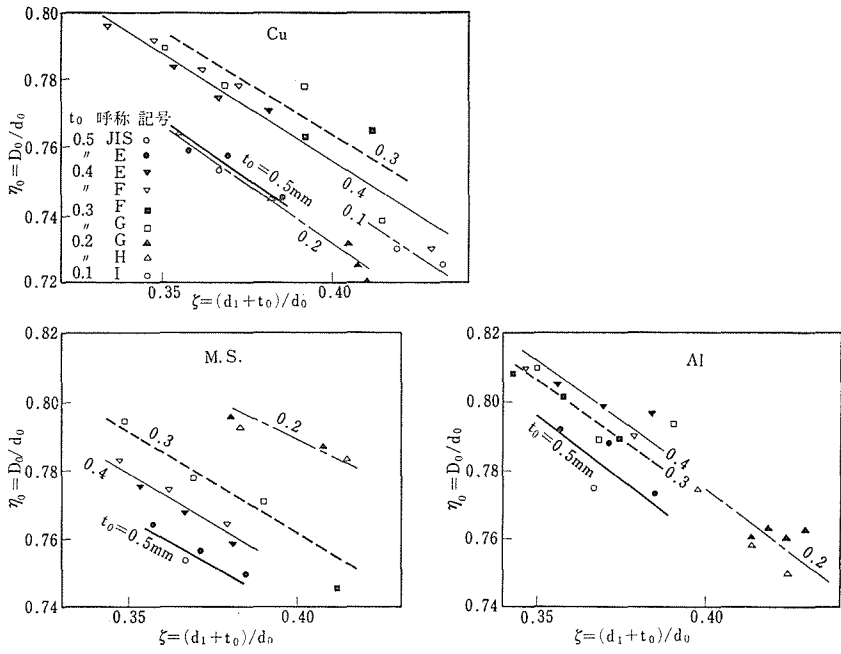 Cu
0.80
0.78
0.76
0.74
0.72
η₀=D₀/d₀
t₀ 呼称 記号
0.5 JIS ○
〃 E ●
0.4 E ▼
〃 F ▽
0.3 F ■
〃 G □
0.2 G ▲
〃 H △
0.1 I ○
0.3
0.4
t₀=0.5mm
0.1
0.2
0.35
0.40
ζ=(d₁+t₀)/d₀
M.S.
0.82
0.80
0.78
0.76
0.74
η₀=D₀/d₀
0.2
0.3
0.4
t₀=0.5mm
0.35
0.40
ζ=(d₁+t₀)/d₀
Al
0.82
0.80
0.78
0.76
0.74
η₀=D₀/d₀
0.4
0.3
t₀=0.5mm
0.2
0.35
0.40
ζ=(d₁+t₀)/d₀